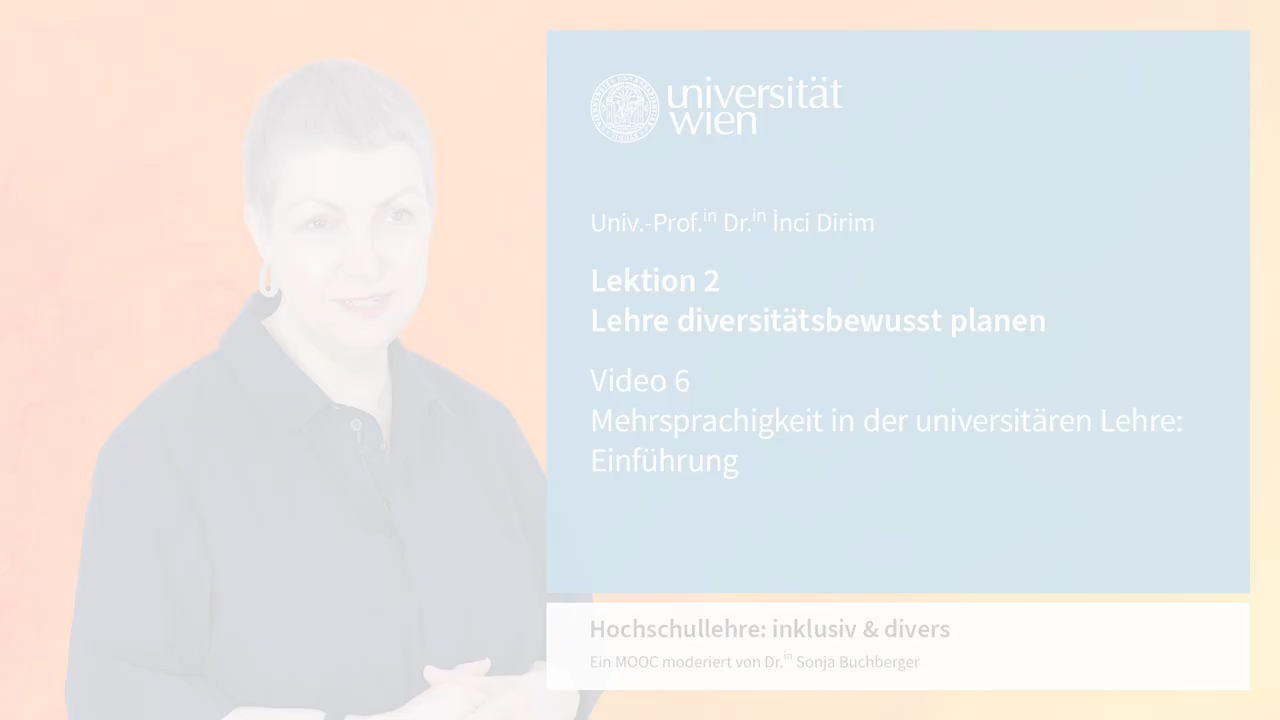 universität
wien
Univ.-Prof.in Dr.in İnci Dirim
Lektion 2
Lehre diversitätsbewusst planen
Video 6
Mehrsprachigkeit in der universitären Lehre:
Einführung
Hochschullehre: inklusiv & divers
Ein MOOC moderiert von Dr.in Sonja Buchberger